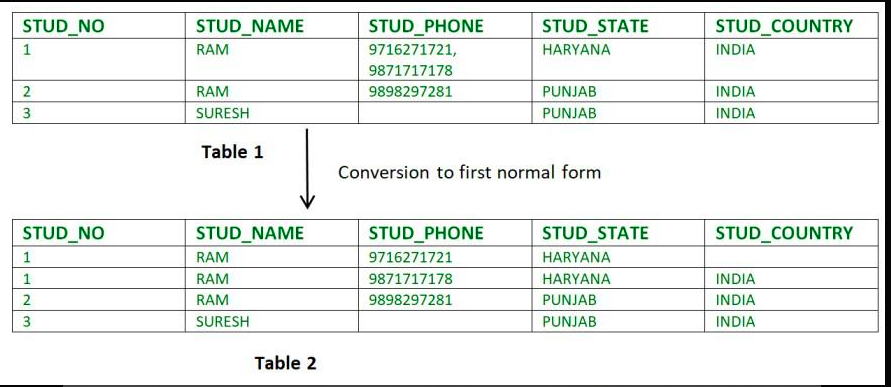 STUD_NO STUD_NAME STUD_PHONE STUD_STATE STUD_COUNTRY
1 RAM 9716271721, HARYANA INDIA
9871717178
2 RAM 9898297281 PUNJAB INDIA
3 SURESH PUNJAB INDIA
Table 1
Conversion to first normal form
STUD_NO STUD_NAME STUD_PHONE STUD_STATE STUD_COUNTRY
1 RAM 9716271721 HARYANA
1 RAM 9871717178 HARYANA INDIA
2 RAM 9898297281 PUNJAB INDIA
3 SURESH PUNJAB INDIA
Table 2